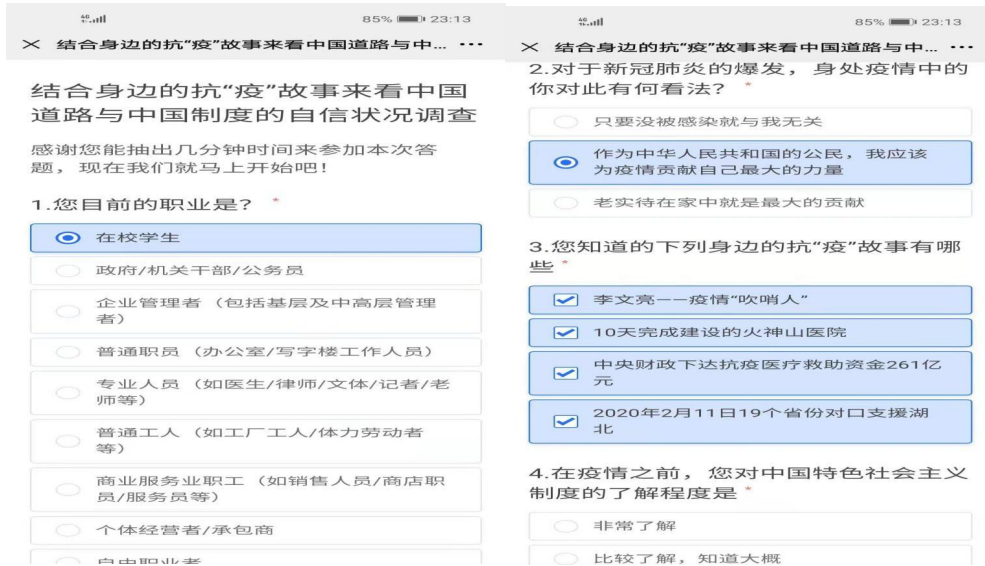 85% 23:13
结合身边的抗“疫”故事来看中国道路与中... ···
结合身边的抗“疫”故事来看中国
道路与中国制度的自信状况调查
感谢您能抽出几分钟时间来参加本次答
题，现在我们就马上开始吧！
1.您目前的职业是？ *
在校学生
政府/机关干部/公务员
企业管理者（包括基层及中高层管理
者）
普通职员（办公室/写字楼工作人员）
专业人员（如医生/律师/文体/记者/老
师等）
普通工人（如工厂工人/体力劳动者
等）
商业服务业职工（如销售人员/商店职
员/服务员等）
个体经营者/承包商
自由职业者
85% 23:13
结合身边的抗“疫”故事来看中国道路与中... ···
2.对于新冠肺炎的爆发，身处疫情中的
你对此有何看法？ *
只要没被感染就与我无关
作为中华人民共和国的公民，我应该
为疫情贡献自己最大的力量
老实待在家中就是最大的贡献
3.您知道的下列身边的抗“疫”故事有哪
些 *
李文亮——疫情“吹哨人”
10天完成建设的火神山医院
中央财政下达抗疫医疗救助资金261亿
元
2020年2月11日19个省份对口支援湖
北
4.在疫情之前，您对中国特色社会主义
制度的了解程度是 *
非常了解
比较了解，知道大概